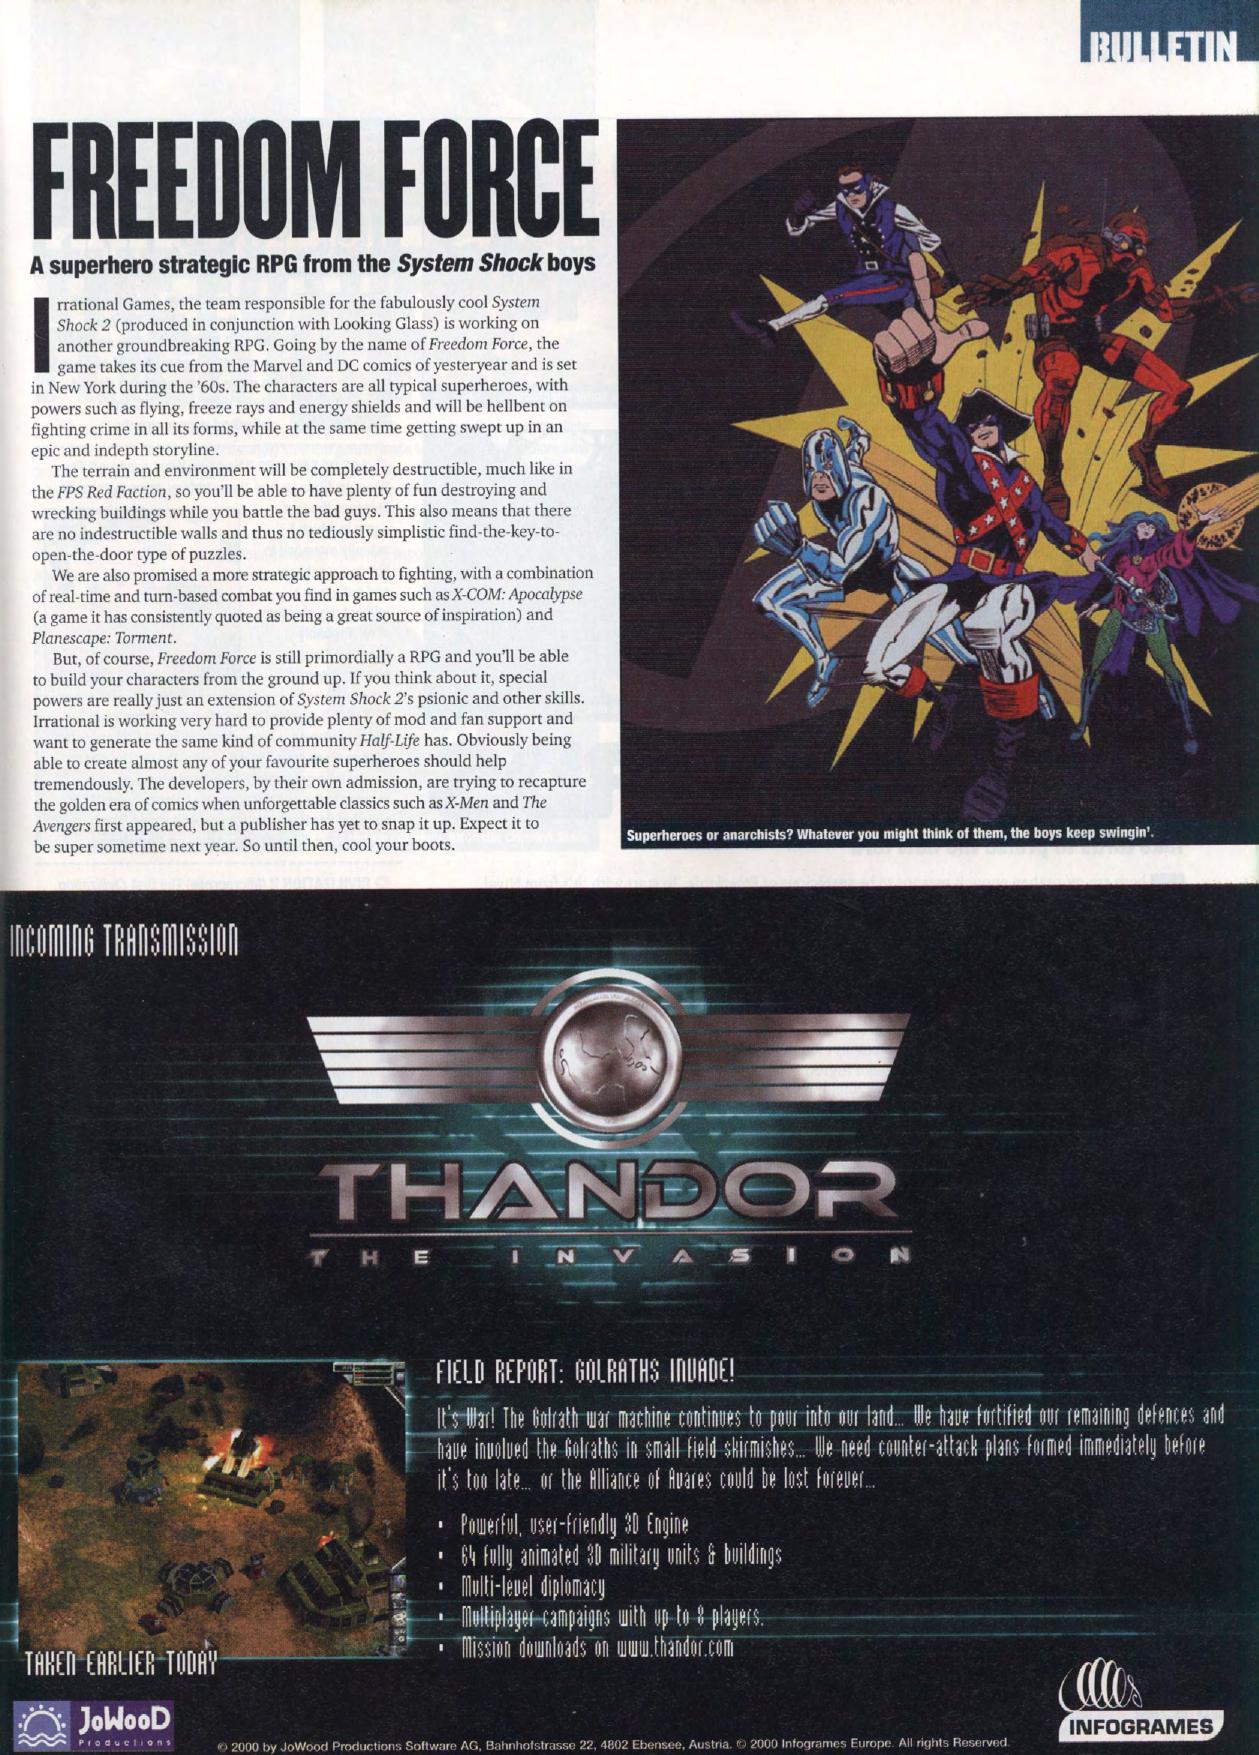 BULLETIN
FREEDOM FORCE
A superhero strategic RPG from the System Shock boys
Irrational Games, the team responsible for the fabulously cool System
Shock 2 (produced in conjunction with Looking Glass) is working on
another groundbreaking RPG. Going by the name of Freedom Force, the
game takes its cue from the Marvel and DC comics of yesteryear and is set
in New York during the '60s. The characters are all typical superheroes, with
powers such as flying, freeze rays and energy shields and will be hellbent on
fighting crime in all its forms, while at the same time getting swept up in an
epic and indepth storyline.
The terrain and environment will be completely destructible, much like in
the FPS Red Faction, so you'll be able to have plenty of fun destroying and
wrecking buildings while you battle the bad guys. This also means that there
are no indestructible walls and thus no tediously simplistic find-the-key-to-
open-the-door type of puzzles.
We are also promised a more strategic approach to fighting, with a combination
of real-time and turn-based combat you find in games such as X-COM: Apocalypse
(a game it has consistently quoted as being a great source of inspiration) and
Planescape: Torment.
But, of course, Freedom Force is still primordially a RPG and you'll be able
to build your characters from the ground up. If you think about it, special
powers are really just an extension of System Shock 2's psionic and other skills.
Irrational is working very hard to provide plenty of mod and fan support and
want to generate the same kind of community Half-Life has. Obviously being
able to create almost any of your favourite superheroes should help
tremendously. The developers, by their own admission, are trying to recapture
the golden era of comics when unforgettable classics such as X-Men and The
Avengers first appeared, but a publisher has yet to snap it up. Expect it to
be super sometime next year. So until then, cool your boots.
Superheroes or anarchists? Whatever you might think of them, the boys keep swingin'.
INCOMING TRANSMISSION
THANDOR
THE INVASION
FIELD REPORT: GOLRATHS INVADE!
It's War! The Golrath war machine continues to pour into our land... We have fortified our remaining defences and
have involved the Golraths in small field skirmishes... We need counter-attack plans formed immediately before
it's too late... or the Alliance of Avares could be lost forever...
▪ Powerful, user-friendly 3D Engine
▪ 64 fully animated 3D military units & buildings
▪ Multi-level diplomacy
▪ Multiplayer campaigns with up to 8 players.
▪ Mission downloads on www.thandor.com
TAKEN EARLIER TODAY
JoWooD
Productions
INFOGRAMES
© 2000 by JoWood Productions Software AG, Bahnhofstrasse 22, 4802 Ebensee, Austria. © 2000 Infogrames Europe. All rights Reserved.